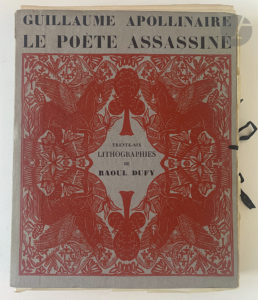 GUILLAUME APOLLINAIRE
LE POÈTE ASSASSINÉ
TRENTE-SIX
LITHOGRAPHIES
DE
RAOUL DUFY